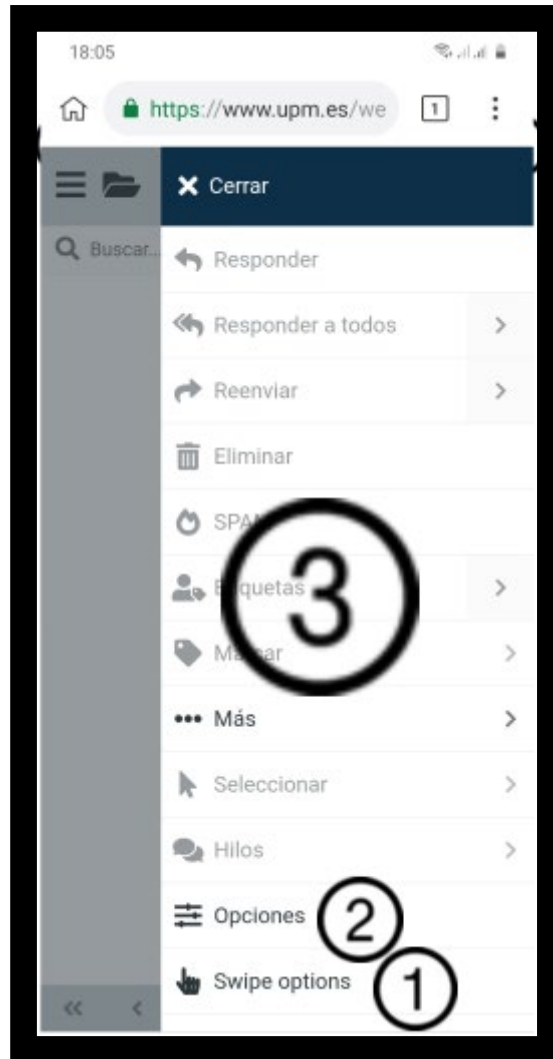 18:05
https://www.upm.es/we
1
Cerrar
Buscar...
Responder
Responder a todos
Reenviar
Eliminar
3
Más
Seleccionar
Hilos
Opciones 2
Swipe options 1